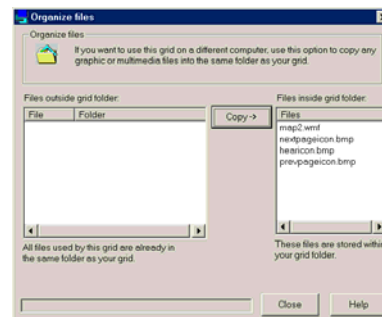 Organize files
Organize files
If you want to use this grid on a different computer, use this option to copy any
graphic or multimedia files into the same folder as your grid.
Files outside grid folder:
File Folder
Copy->
Files inside grid folder:
Files
map2.wmf
nextpageicon.bmp
hearicon.bmp
prevpageicon.bmp
All files used by this grid are already in
the same folder as your grid.
These files are stored within
your grid folder.
Close
Help